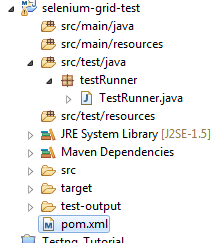 selenium-grid-test
src/main/java
src/main/resources
src/test/java
testRunner
TestRunner.java
src/test/resources
JRE System Library [J2SE-1.5]
Maven Dependencies
src
target
test-output
pom.xml
Testng_Tutorial